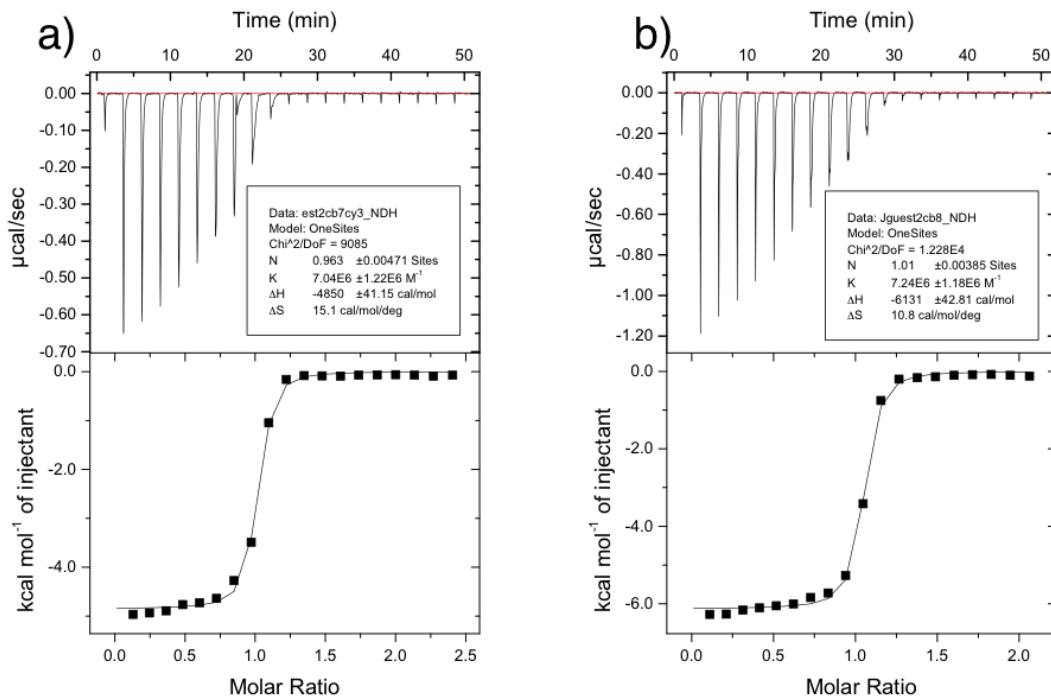 a)
Time (min)
0 10 20 30 40 50
0.00
-0.10
-0.20
-0.30
-0.40
-0.50
-0.60
-0.70
µcal/sec
Data: est2cb7cy3_NDH
Model: OneSites
Chi^2/DoF = 9085
N 0.963 ±0.00471 Sites
K 7.04E6 ±1.22E6 M⁻¹
ΔH -4850 ±41.15 cal/mol
ΔS 15.1 cal/mol/deg
0.0
-2.0
-4.0
kcal mol⁻¹ of injectant
0.0 0.5 1.0 1.5 2.0 2.5
Molar Ratio
b)
Time (min)
0 10 20 30 40 50
0.00
-0.20
-0.40
-0.60
-0.80
-1.00
-1.20
µcal/sec
Data: Jguest2cb8_NDH
Model: OneSites
Chi^2/DoF = 1.228E4
N 1.01 ±0.00385 Sites
K 7.24E6 ±1.18E6 M⁻¹
ΔH -6131 ±42.81 cal/mol
ΔS 10.8 cal/mol/deg
0.0
-2.0
-4.0
-6.0
kcal mol⁻¹ of injectant
0.0 0.5 1.0 1.5 2.0
Molar Ratio